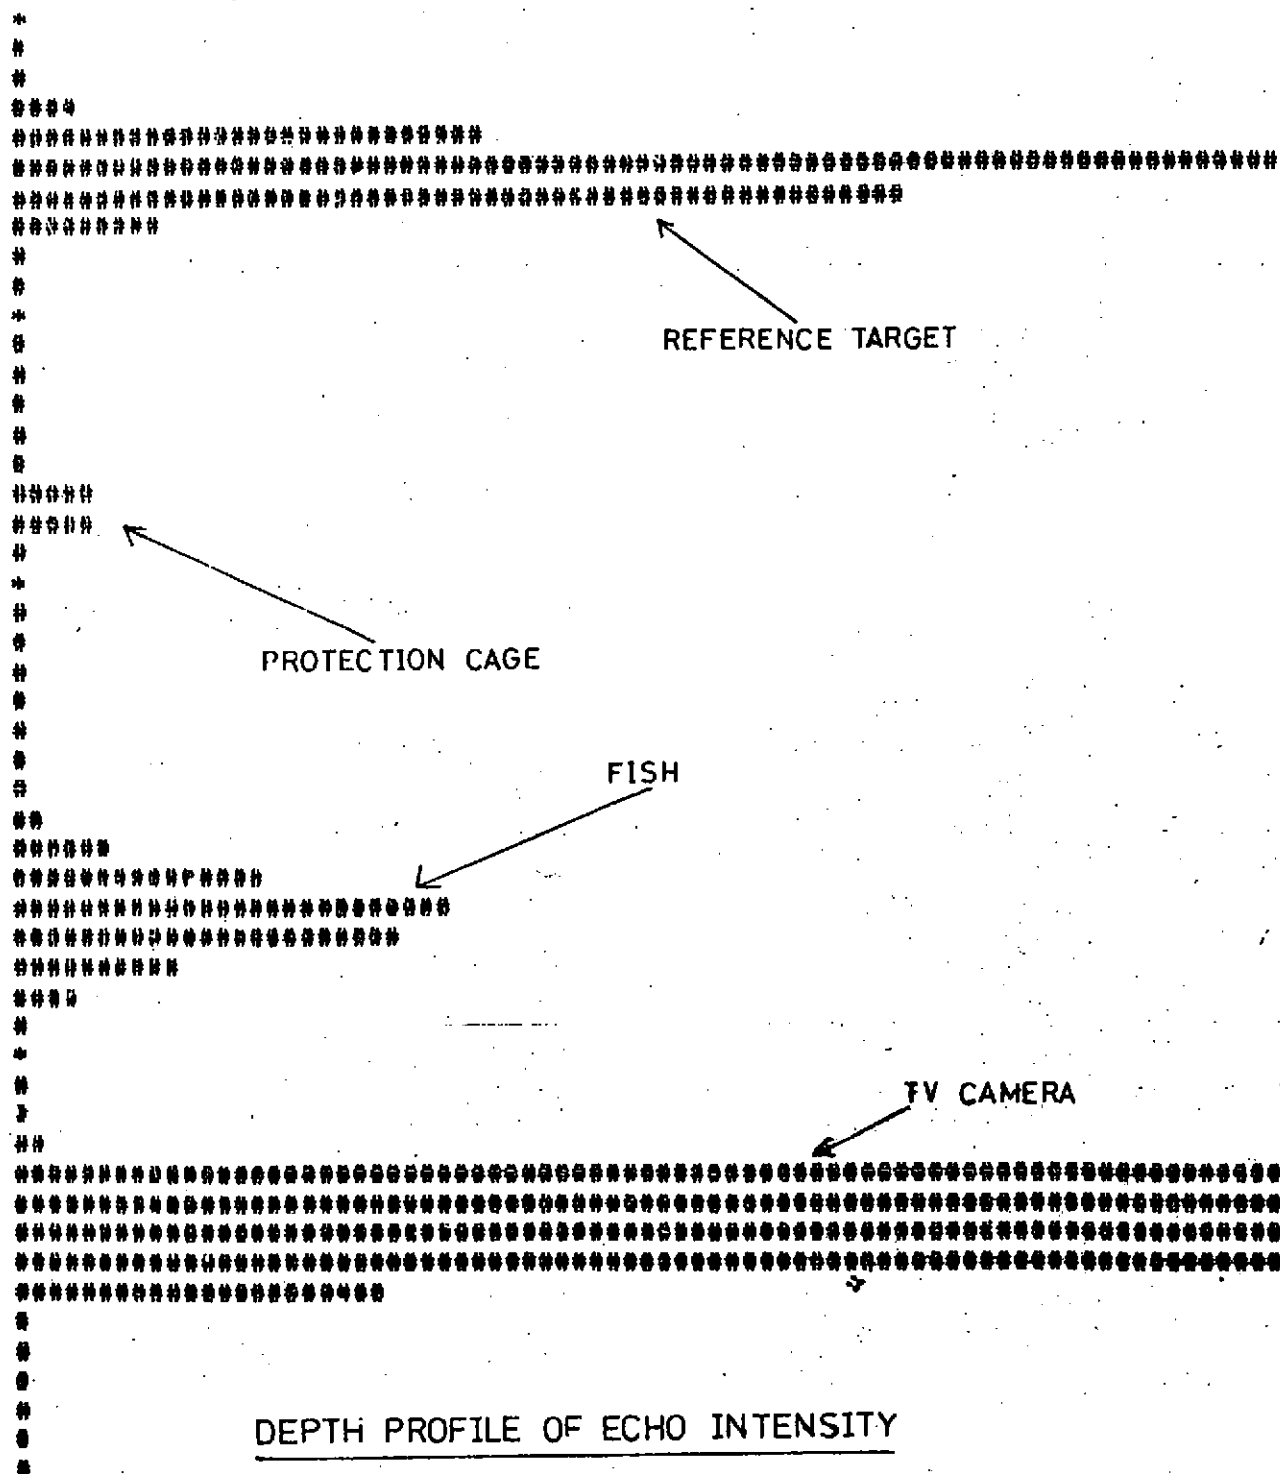 REFERENCE TARGET
PROTECTION CAGE
FISH
TV CAMERA
DEPTH PROFILE OF ECHO INTENSITY